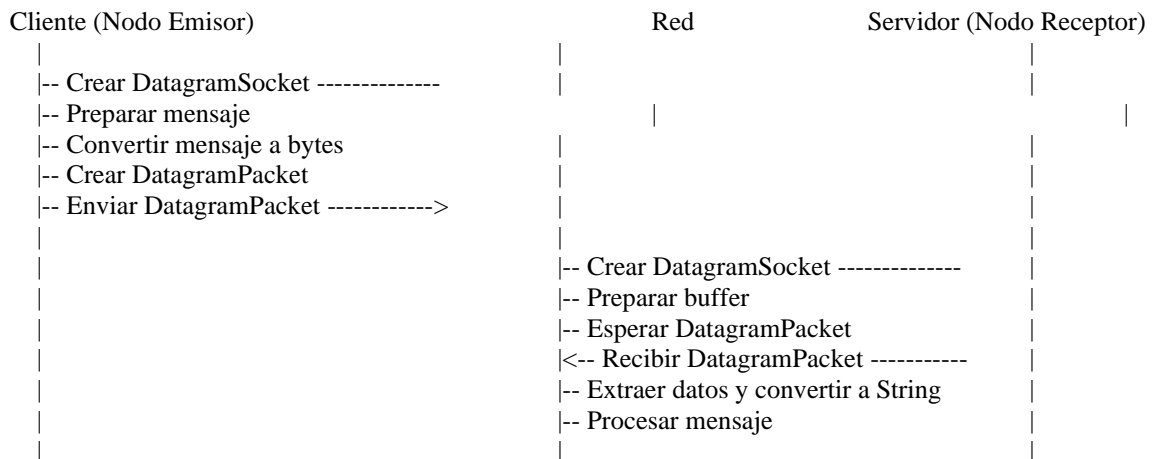 Cliente (Nodo Emisor) Red Servidor (Nodo Receptor)
| | |
|-- Crear DatagramSocket -------------- | |
|-- Preparar mensaje | |
|-- Convertir mensaje a bytes | |
|-- Crear DatagramPacket | |
|-- Enviar DatagramPacket ------------> | |
| | |
| |-- Crear DatagramSocket -------------- |
| |-- Preparar buffer |
| |-- Esperar DatagramPacket |
| |<-- Recibir DatagramPacket ----------- |
| |-- Extraer datos y convertir a String |
| |-- Procesar mensaje |
| | |